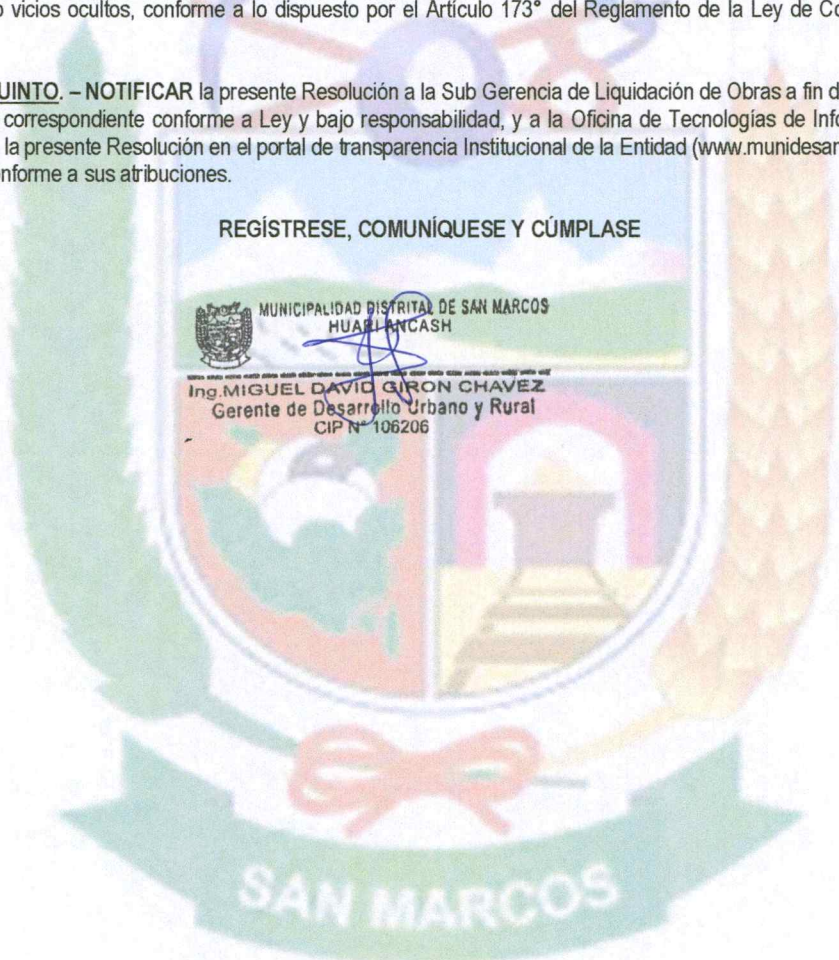 o vicios ocultos, conforme a lo dispuesto por el Artículo 173° del Reglamento de la Ley de Co
UINTO. – NOTIFICAR la presente Resolución a la Sub Gerencia de Liquidación de Obras a fin d
correspondiente conforme a Ley y bajo responsabilidad, y a la Oficina de Tecnologías de Info
la presente Resolución en el portal de transparencia Institucional de la Entidad (www.munidesan
nforme a sus atribuciones.
REGÍSTRESE, COMUNÍQUESE Y CÚMPLASE
MUNICIPALIDAD DISTRITAL DE SAN MARCOS
HUARI ANCASH
Ing.MIGUEL DAVID GIRON CHAVEZ
Gerente de Desarrollo Urbano y Rural
CIP N° 106206
SAN MARCOS